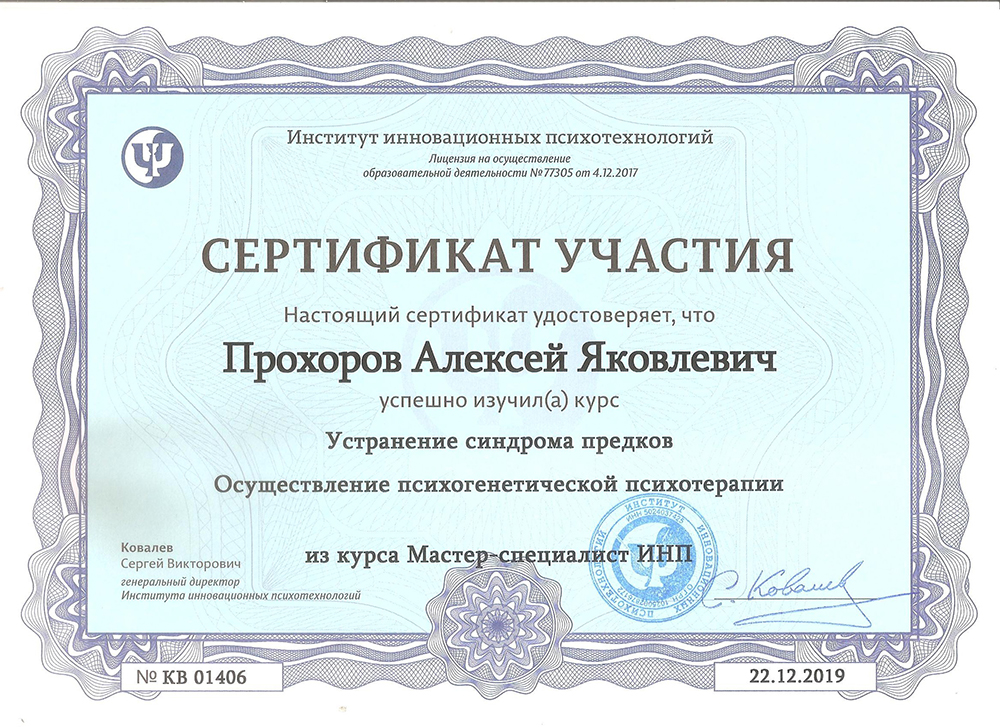 Институт инновационных психотехнологий
Лицензия на осуществление
образовательной деятельности №77305 от 4.12.2017
СЕРТИФИКАТ УЧАСТИЯ
Настоящий сертификат удостоверяет, что
Прохоров Алексей Яковлевич
успешно изучил(а) курс
Устранение синдрома предков
Осуществление психогенетической психотерапии
из курса Мастер-специалист ИНП
Ковалев
Сергей Викторович
генеральный директор
Института инновационных психотехнологий
ИНСТИТУТ ИННОВАЦИОННЫХ ПСИХОТЕХНОЛОГИЙ
С. Ковалев
№ КВ 01406
22.12.2019